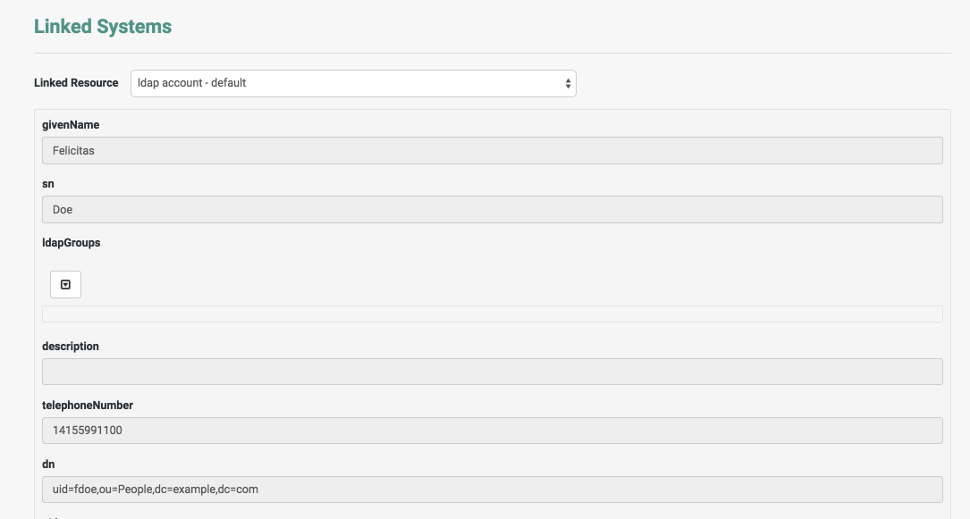 Linked Systems
Linked Resource ldap account - default
givenName
Felicitas
sn
Doe
ldapGroups
description
telephoneNumber
14155991100
dn
uid=fdoe,ou=People,dc=example,dc=com